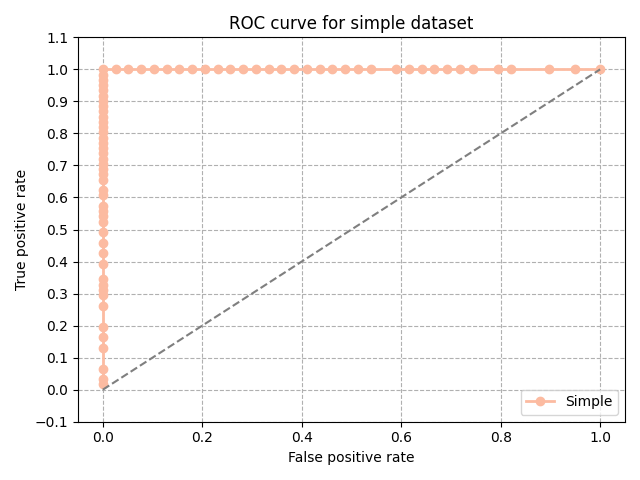 ROC curve for simple dataset
1.1
1.0
0.9
0.8
0.7
0.6
0.5
0.4
0.3
0.2
0.1
0.0
−0.1
True positive rate
Simple
0.0 0.2 0.4 0.6 0.8 1.0
False positive rate